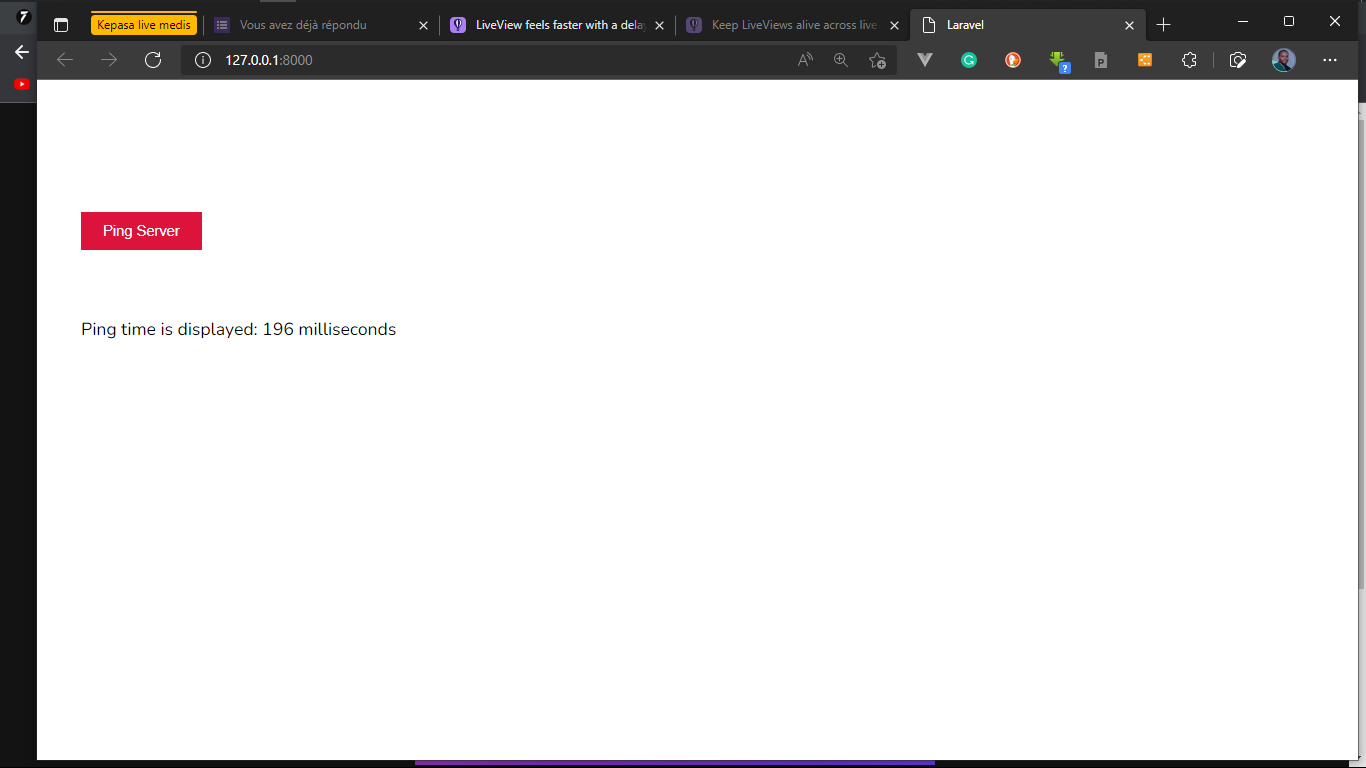 Kepasa live medis
Vous avez déjà répondu
LiveView feels faster with a dela
Keep LiveViews alive across live
Laravel
127.0.0.1:8000
Ping Server
Ping time is displayed: 196 milliseconds